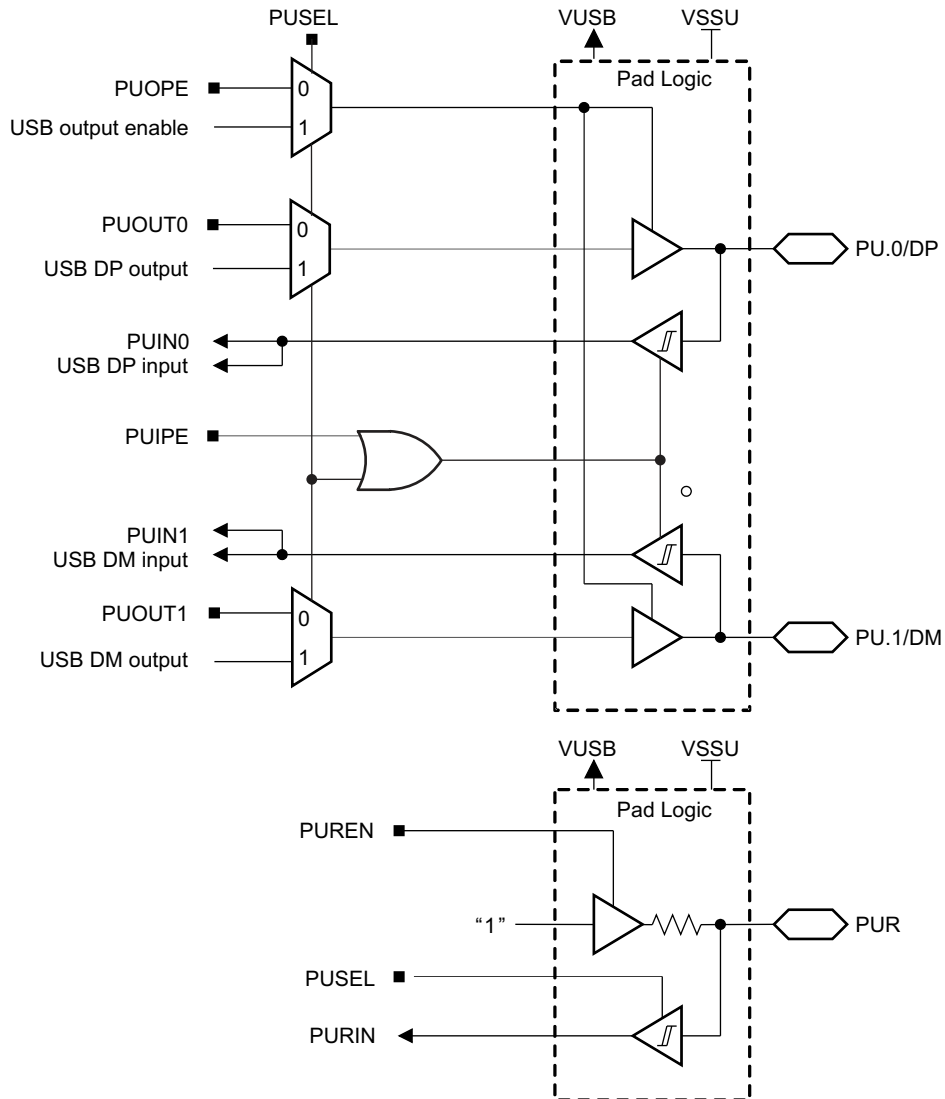 PUSEL
VUSB
VSSU
Pad Logic
PUOPE
0
USB output enable
1
PUOUT0
0
USB DP output
1
PU.0/DP
PUIN0
USB DP input
PUIPE
PUIN1
USB DM input
PUOUT1
0
USB DM output
1
PU.1/DM
VUSB
VSSU
Pad Logic
PUREN
“1”
PUR
PUSEL
PURIN